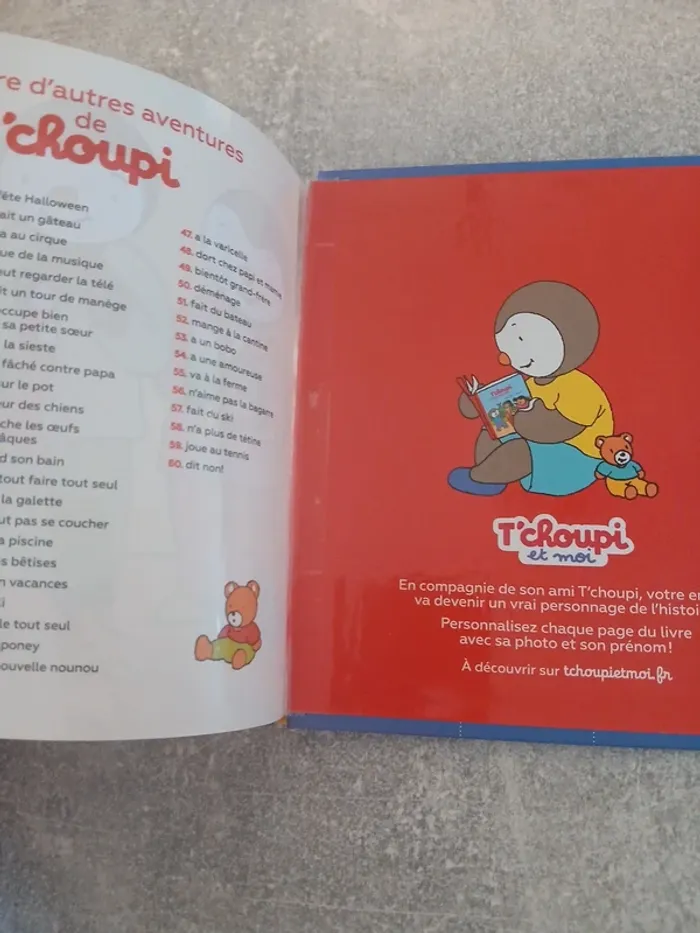 re d'autres aventures
de
'choupi
fête Halloween
ait un gâteau
a au cirque
ue de la musique
eut regarder la télé
it un tour de manège
occupe bien
sa petite sœur
la sieste
fâché contre papa
ur le pot
eur des chiens
che les œufs
âques
d son bain
tout faire tout seul
la galette
ut pas se coucher
a piscine
s bêtises
n vacances
i
le tout seul
poney
ouvelle nounou
47. a la varicelle
48. dort chez papi et mamie
49. bientôt grand-frère
50. déménage
51. fait du bateau
52. mange à la cantine
53. a un bobo
54. a une amoureuse
55. va à la ferme
56. n'aime pas la bagarre
57. fait du ski
58. n'a plus de tétine
59. joue au tennis
60. dit non!
T'choupi
T'choupi
et moi
En compagnie de son ami T'choupi, votre en
va devenir un vrai personnage de l'histoi
Personnalisez chaque page du livre
avec sa photo et son prénom!
À découvrir sur tchoupietmoi.fr